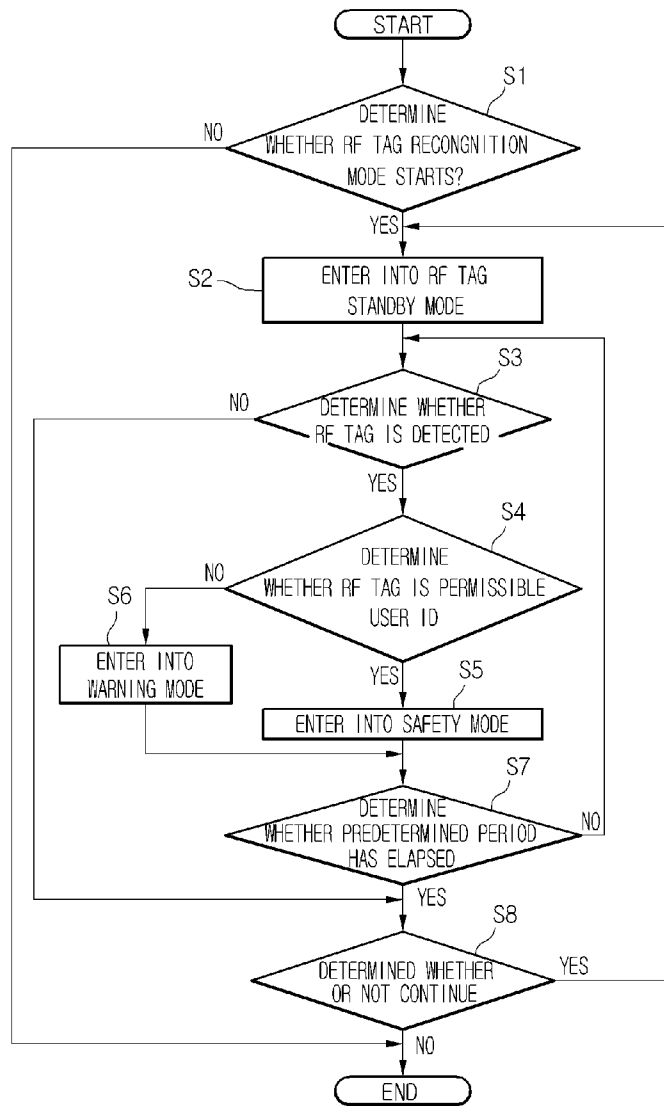 START
S1
DETERMINE
WHETHER RF TAG RECONGNITION
MODE STARTS?
NO
YES
S2
ENTER INTO RF TAG
STANDBY MODE
S3
DETERMINE WHETHER
RF TAG IS DETECTED
NO
YES
S4
DETERMINE
WHETHER RF TAG IS PERMISSIBLE
USER ID
NO
S6
ENTER INTO
WARNING MODE
YES
S5
ENTER INTO SAFETY MODE
S7
DETERMINE
WHETHER PREDETERMINED PERIOD
HAS ELAPSED
NO
YES
S8
DETERMINED WHETHER
OR NOT CONTINUE
YES
NO
END